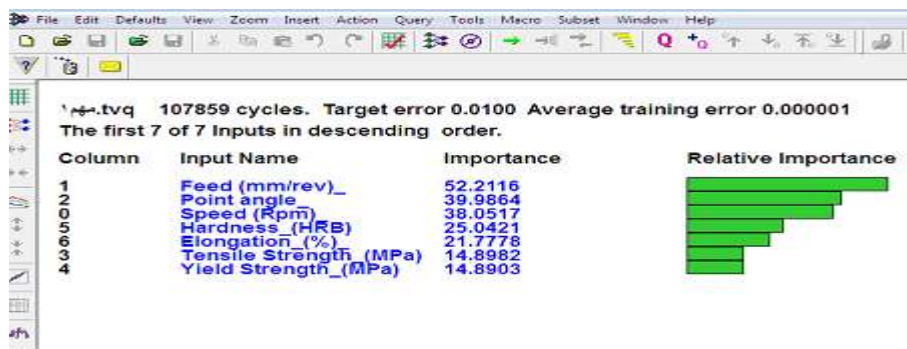 File Edit Defaults View Zoom Insert Action Query Tools Macro Subset Window Help
.tvq 107859 cycles. Target error 0.0100 Average training error 0.000001
The first 7 of 7 Inputs in descending order.
Column Input Name Importance Relative Importance
1 Feed (mm/rev)_ 52.2116
2 Point angle_ 39.9864
0 Speed (Rpm)_ 38.0517
5 Hardness_(HRB) 25.0421
6 Elongation_(%)_ 21.7778
3 Tensile Strength_(MPa) 14.8982
4 Yield Strength_(MPa) 14.8903